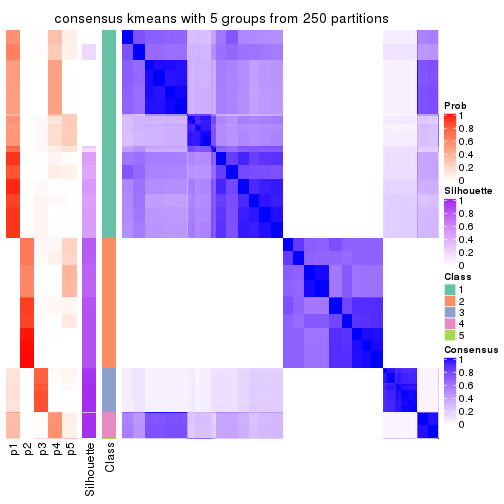 consensus kmeans with 5 groups from 250 partitions
Prob
1
0.8
0.6
0.4
0.2
0
Silhouette
1
0.8
0.6
0.4
0.2
0
Class
1
2
3
4
5
Consensus
1
0.8
0.6
0.4
0.2
0
p1
p2
p3
p4
p5
Silhouette
Class